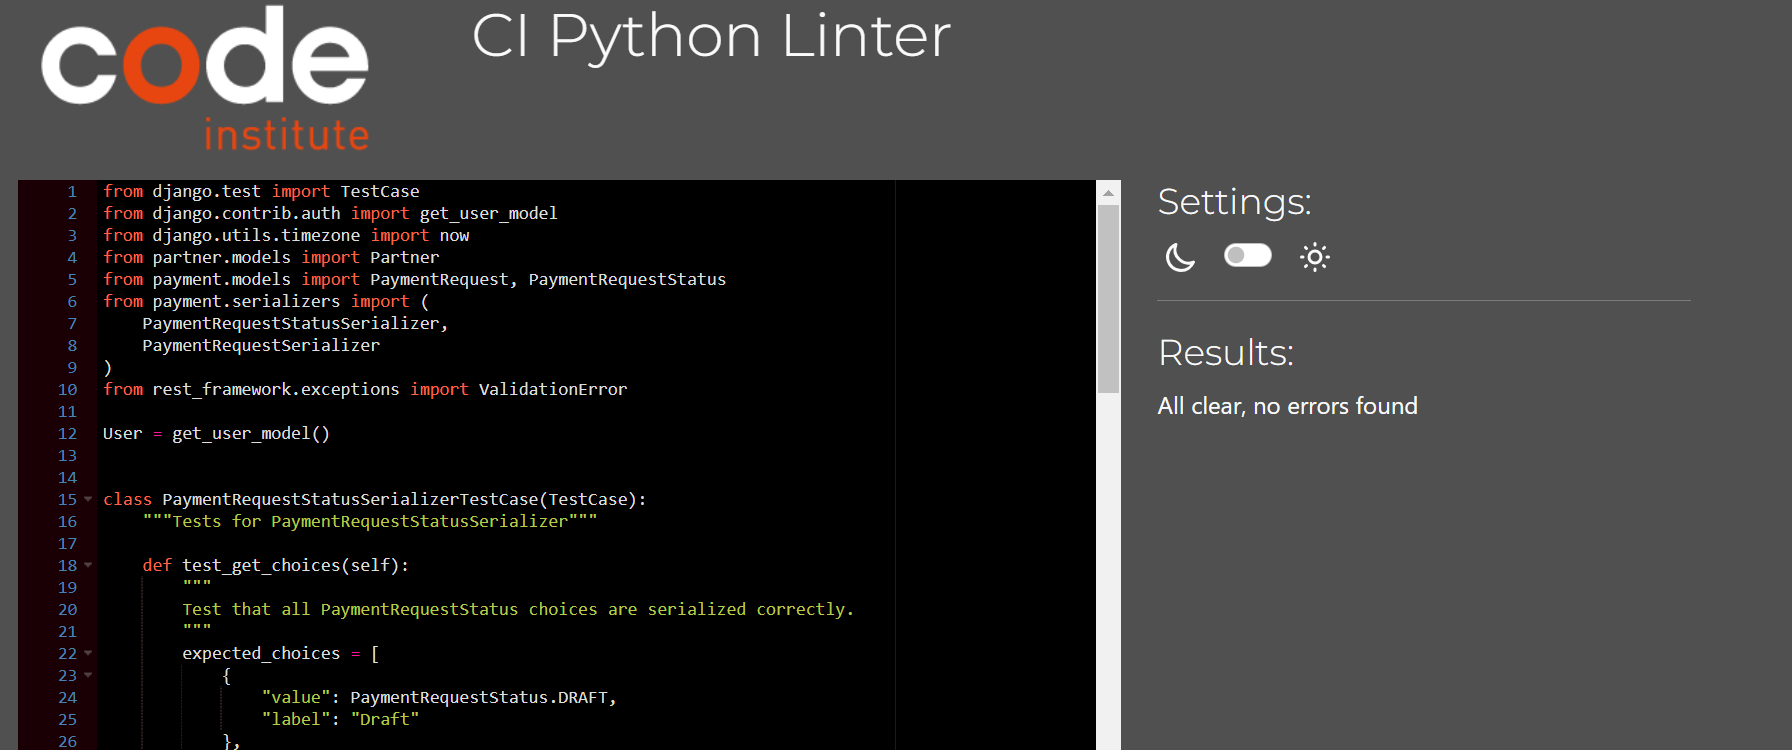 code
institute
CI Python Linter
1 from django.test import TestCase
2 from django.contrib.auth import get_user_model
3 from django.utils.timezone import now
4 from partner.models import Partner
5 from payment.models import PaymentRequest, PaymentRequestStatus
6 from payment.serializers import (
7     PaymentRequestStatusSerializer,
8     PaymentRequestSerializer
9 )
10 from rest_framework.exceptions import ValidationError
11
12 User = get_user_model()
13
14
15 class PaymentRequestStatusSerializerTestCase(TestCase):
16     """Tests for PaymentRequestStatusSerializer"""
17
18     def test_get_choices(self):
19         """
20         Test that all PaymentRequestStatus choices are serialized correctly.
21         """
22         expected_choices = [
23             {
24                 "value": PaymentRequestStatus.DRAFT,
25                 "label": "Draft"
26             },
Settings:
Results:
All clear, no errors found